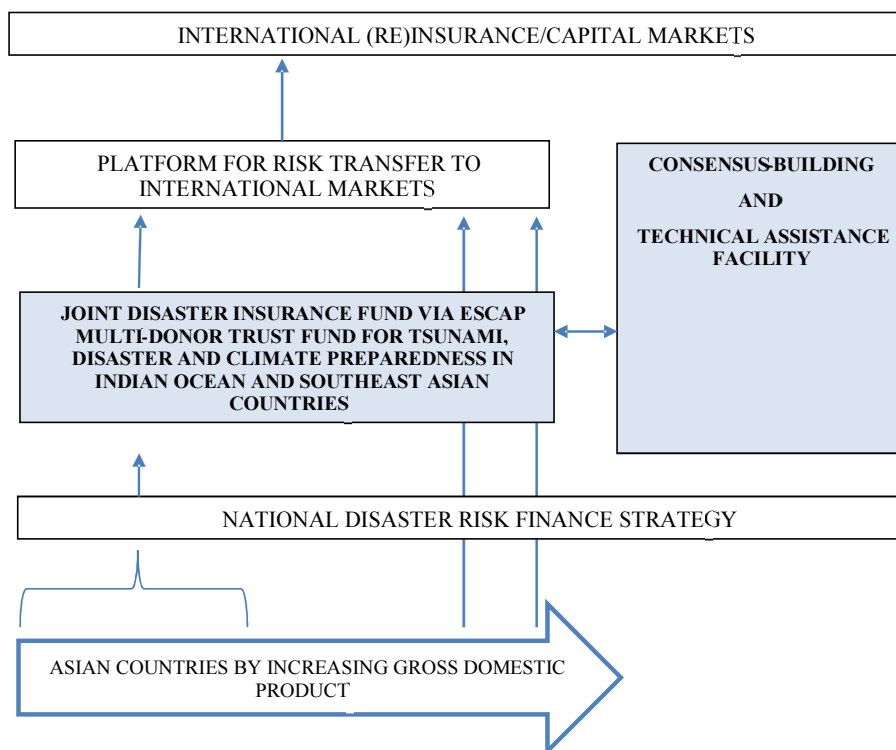 INTERNATIONAL (RE)INSURANCE/CAPITAL MARKETS
PLATFORM FOR RISK TRANSFER TO
INTERNATIONAL MARKETS
CONSENSUS-BUILDING
AND
TECHNICAL ASSISTANCE
FACILITY
JOINT DISASTER INSURANCE FUND VIA ESCAP
MULTI-DONOR TRUST FUND FOR TSUNAMI,
DISASTER AND CLIMATE PREPAREDNESS IN
INDIAN OCEAN AND SOUTHEAST ASIAN
COUNTRIES
NATIONAL DISASTER RISK FINANCE STRATEGY
ASIAN COUNTRIES BY INCREASING GROSS DOMESTIC
PRODUCT